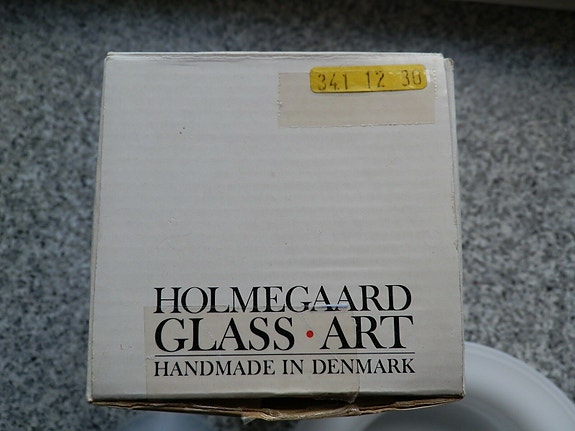 341 12 30
HOLMEGAARD
GLASS · ART
HANDMADE IN DENMARK